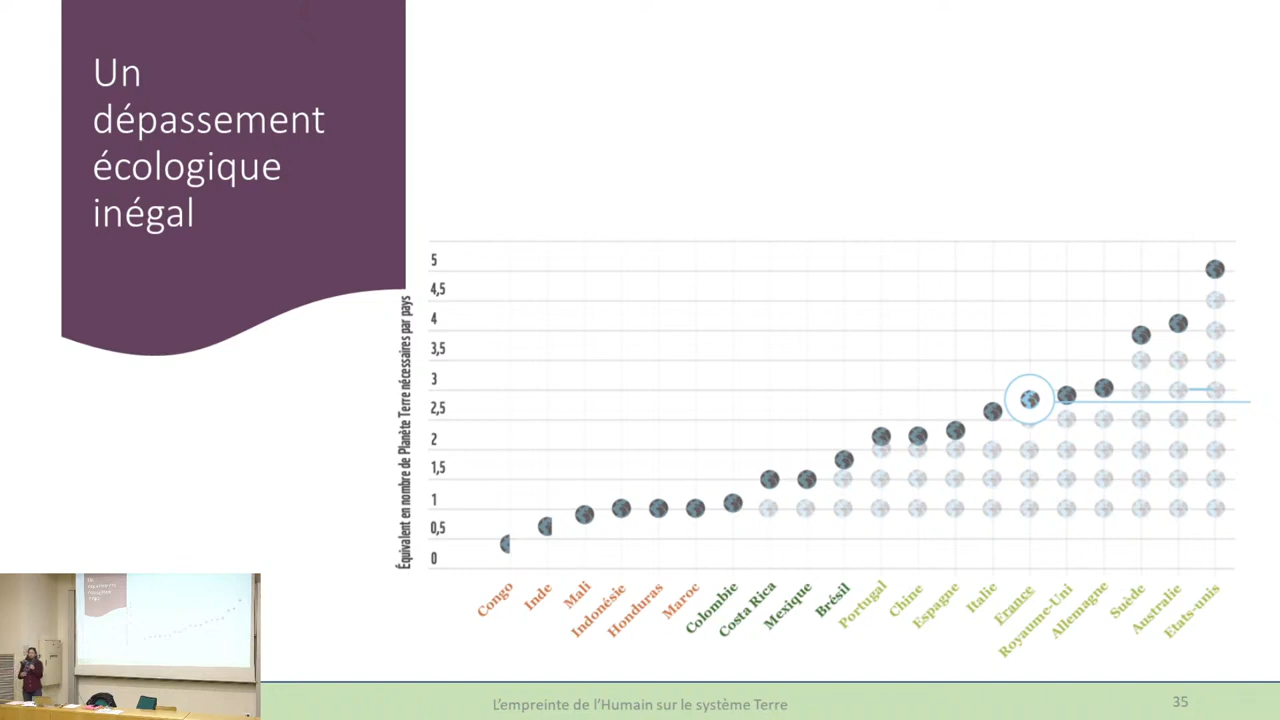 Un
dépassement
écologique
inégal
Équivalent en nombre de Planète Terre nécessaires par pays
5
4,5
4
3,5
3
2,5
2
1,5
1
0,5
0
Congo
Inde
Mali
Indonésie
Honduras
Maroc
Colombie
Costa Rica
Mexique
Brésil
Portugal
Chine
Espagne
Italie
France
Royaume-Uni
Allemagne
Suède
Australie
Etats-unis
L'empreinte de l'Humain sur le système Terre
35